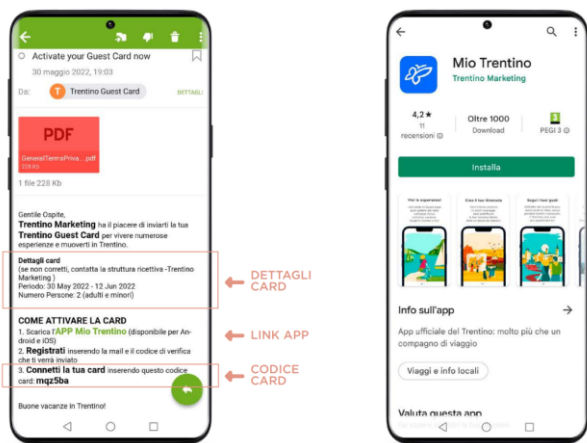 Activate your Guest Card now
30 maggio 2022, 19:03
Da: T Trentino Guest Card DETTAGLI
PDF
GeneralTermsPriva....pdf
228 KB
1 file 228 Kb
Gentile Ospite,
Trentino Marketing ha il piacere di inviarti la tua
Trentino Guest Card per vivere numerose
esperienze e muoverti in Trentino.
Dettagli card
(se non corretti, contatta la struttura ricettiva -Trentino
Marketing )
Periodo: 30 May 2022 - 12 Jun 2022
Numero Persone: 2 (adulti e minori)
COME ATTIVARE LA CARD
1. Scarica l'APP Mio Trentino (disponibile per An-
droid e iOS)
2. Registrati inserendo la mail e il codice di verifica
che ti verrà inviato
3. Connetti la tua card inserendo questo codice
card: mqz5ba
Buone vacanze in Trentino!
DETTAGLI
CARD
LINK APP
CODICE
CARD
Mio Trentino
Trentino Marketing
4,2★
11
recensioni
Oltre 1000
Download
3
PEGI 3
Installa
Info sull'app
App ufficiale del Trentino: molto più che un
compagno di viaggio
Viaggi e info locali
Valuta questa app